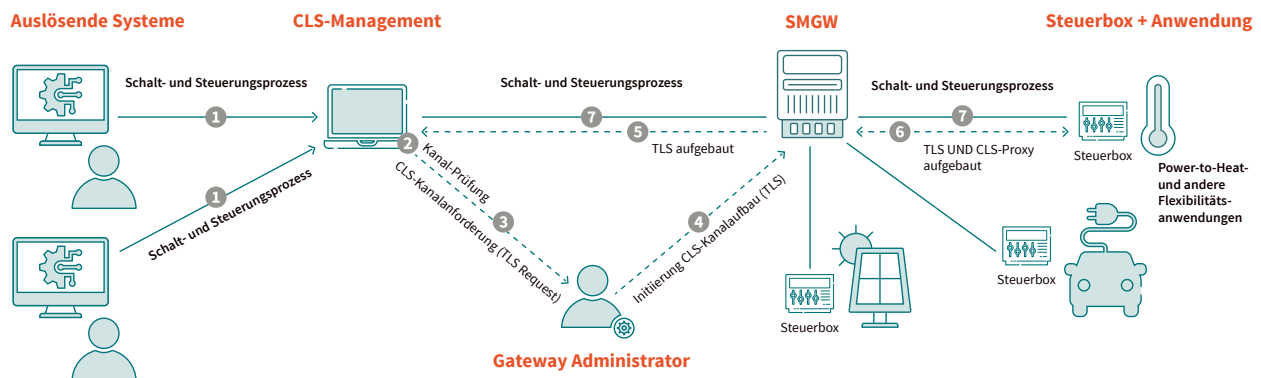 Auslösende Systeme
CLS-Management
SMGW
Steuerbox + Anwendung
Schalt- und Steuerungsprozess
1
Schalt- und Steuerungsprozess
7
Schalt- und Steuerungsprozess
7
1
Schalt- und Steuerungsprozess
2
Kanal-Prüfung
CLS-Kanalanforderung (TLS Request)
3
4
Initiierung CLS-Kanalaufbau (TLS)
5
TLS aufgebaut
6
TLS UND CLS-Proxy
aufgebaut
Steuerbox
Power-to-Heat-
und andere
Flexibilitäts-
anwendungen
Steuerbox
Steuerbox
Gateway Administrator